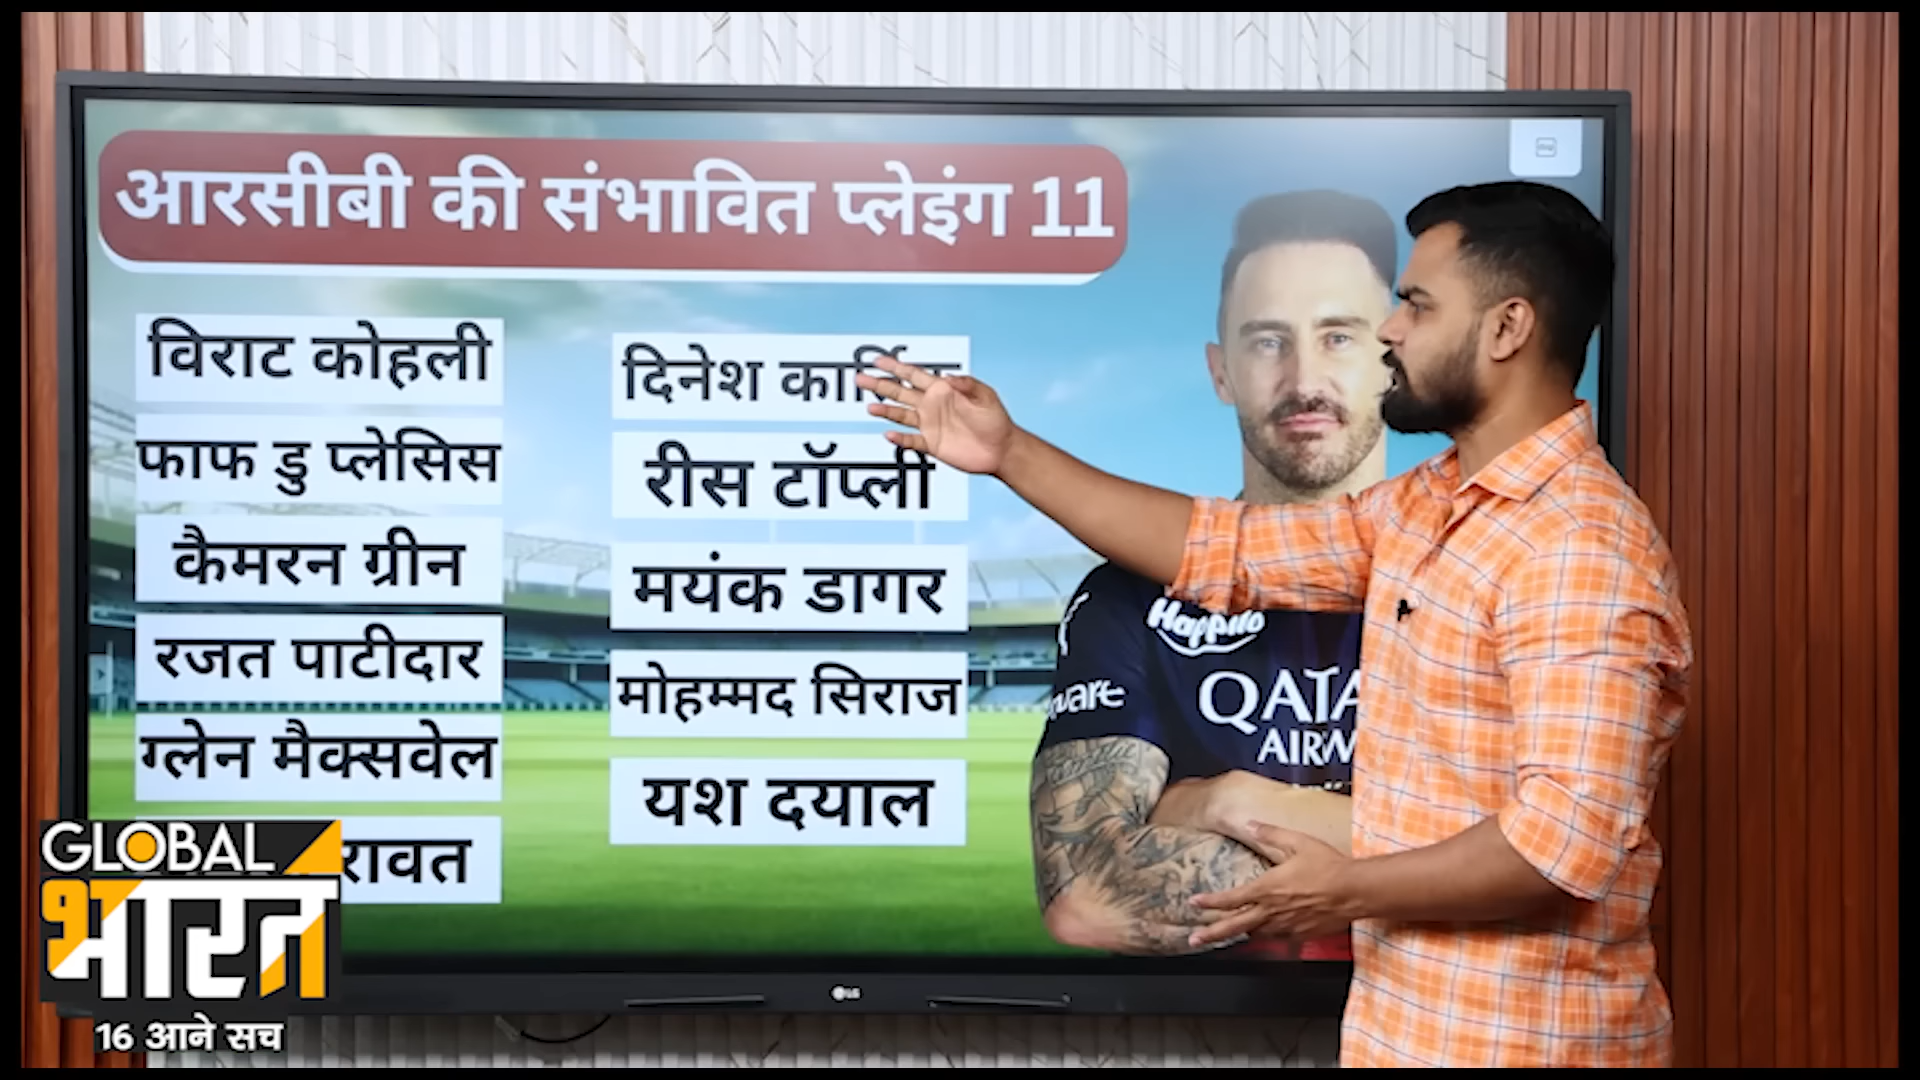 आरसीबी की संभावित प्लेइंग 11
विराट कोहली
फाफ डु प्लेसिस
कैमरन ग्रीन
रजत पाटीदार
ग्लेन मैक्सवेल
रावत
दिनेश
रीस टॉप्ली
मयंक डागर
मोहम्मद सिराज
यश दयाल
Happilo
QATA
AIRW
LG
GLOBAL
भारत
16 आने सच